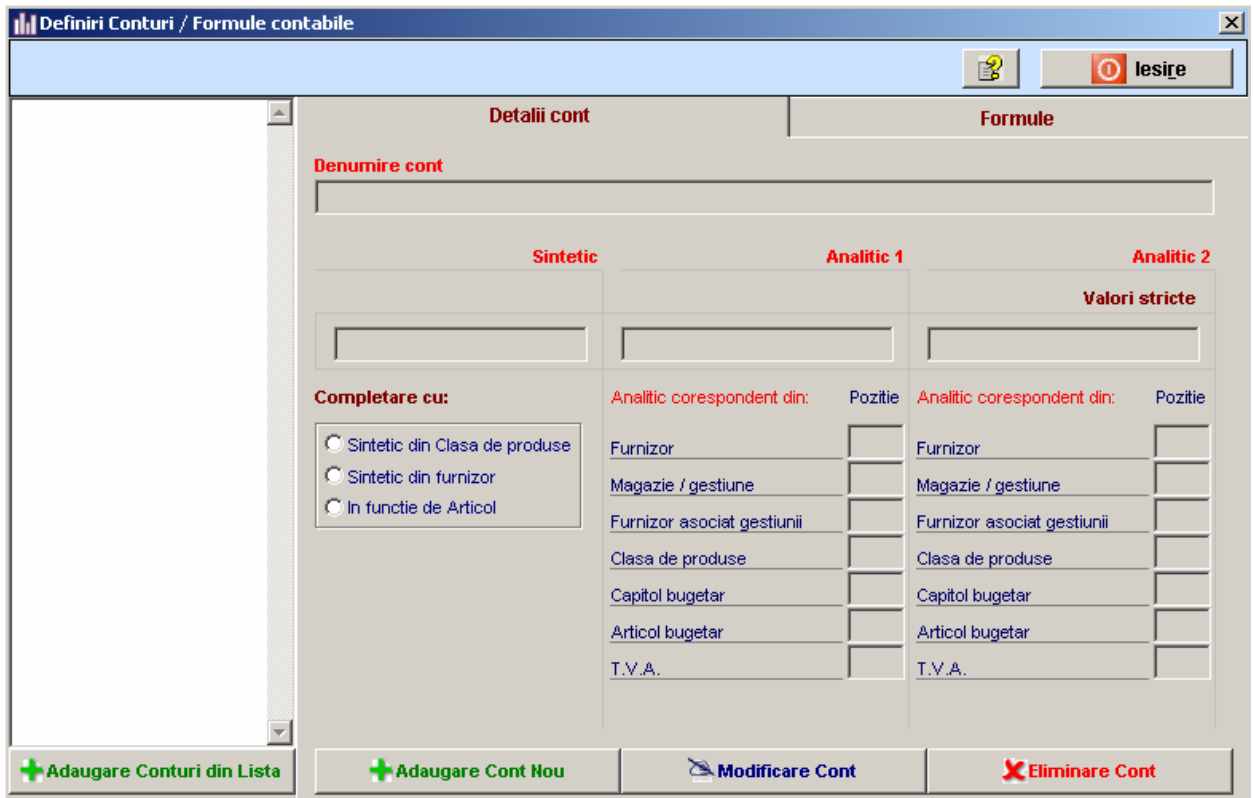 Definiri Conturi / Formule contabile
Iesire
Detalii cont Formule
Denumire cont
Sintetic Analitic 1 Analitic 2
Valori stricte
Completare cu: Analitic corespondent din: Pozitie Analitic corespondent din: Pozitie
Sintetic din Clasa de produse Furnizor Furnizor
Sintetic din furnizor Magazie / gestiune Magazie / gestiune
In functie de Articol Furnizor asociat gestiunii Furnizor asociat gestiunii
Clasa de produse Clasa de produse
Capitol bugetar Capitol bugetar
Articol bugetar Articol bugetar
T.V.A. T.V.A.
Adaugare Conturi din Lista Adaugare Cont Nou Modificare Cont Eliminare Cont